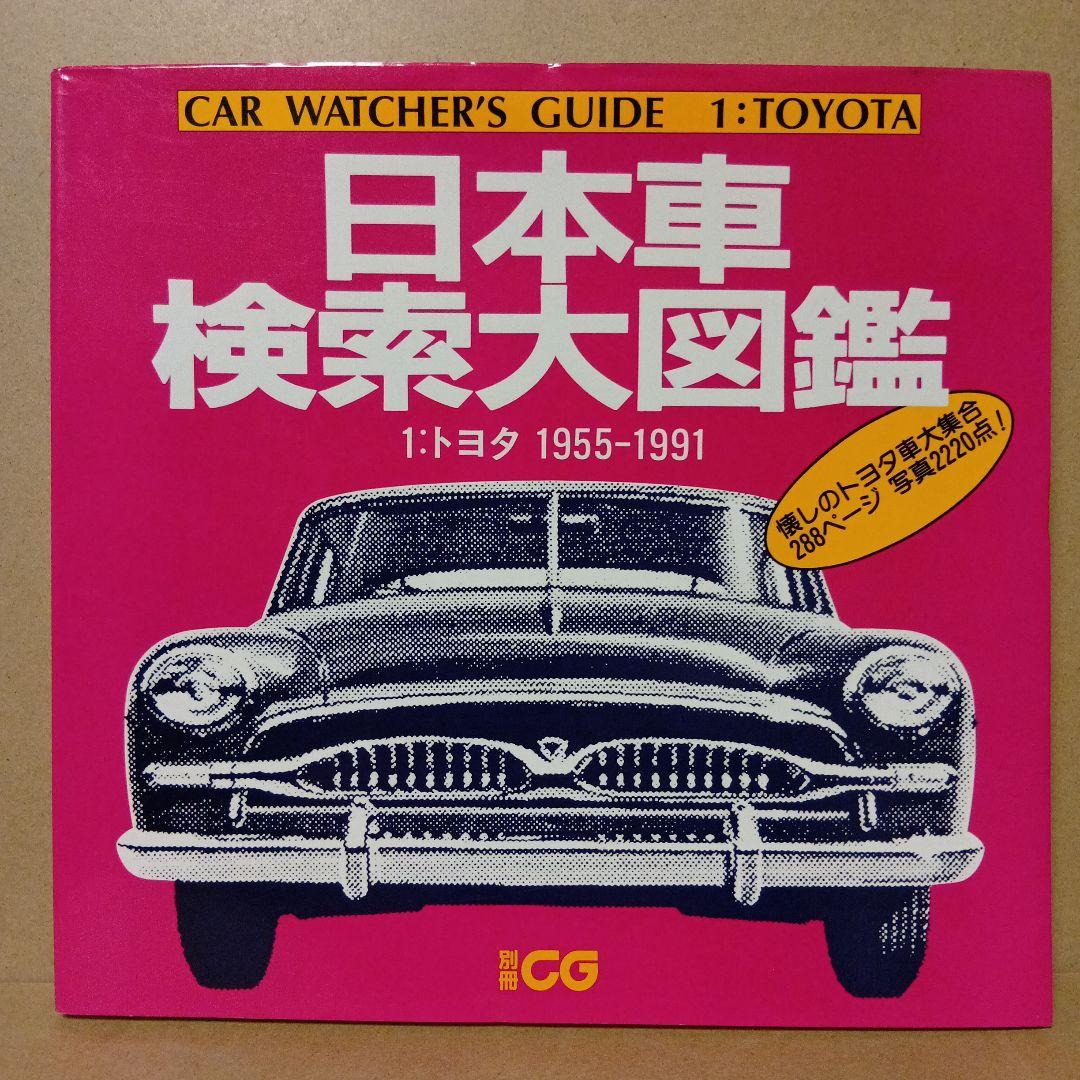 CAR WATCHER'S GUIDE 1:TOYOTA
日本車
検索大図鑑
1:トヨタ 1955-1991
懐しのトヨタ車大集合
288ページ 写真2220点!
別冊 CG